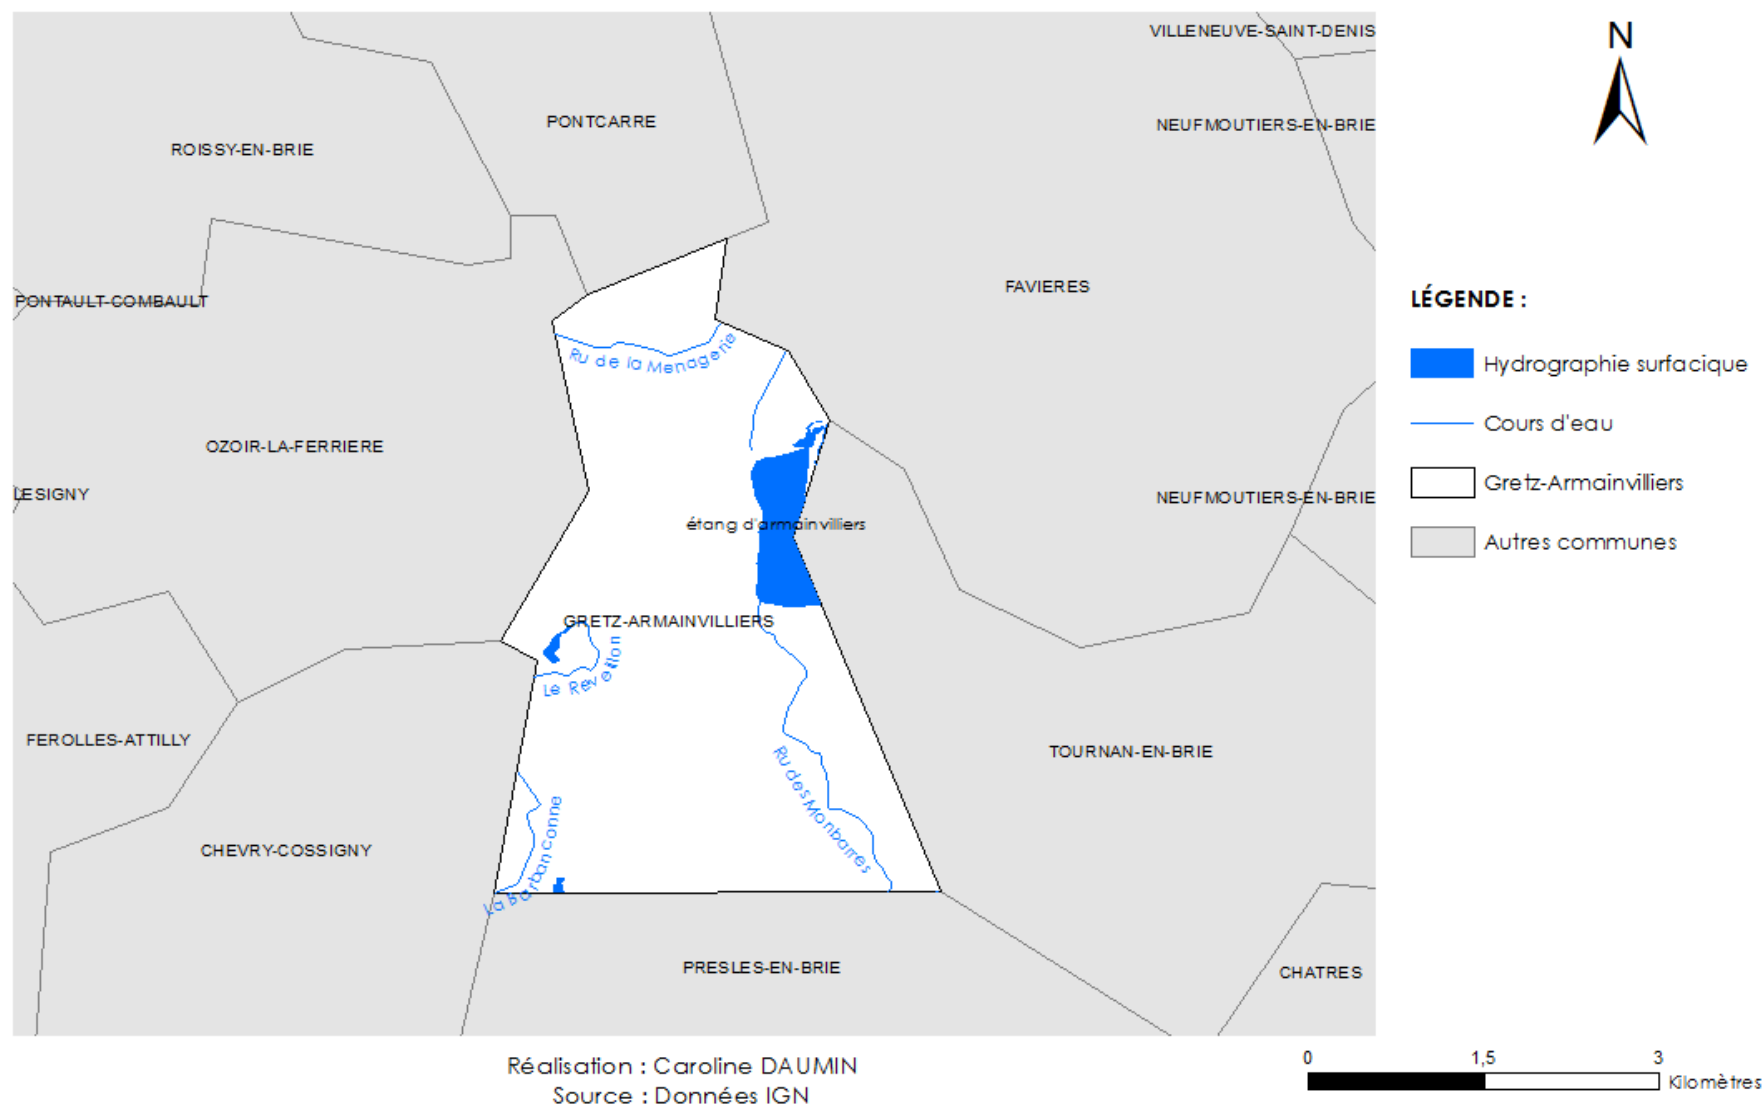 VILLENEUVE-SAINT-DENIS
N
PONTCARRE
NEUFMOUTIERS-EN-BRIE
ROISSY-EN-BRIE
FAVIERES
PONTAULT-COMBAULT
LÉGENDE :
Ru de la Menagerie
Hydrographie surfacique
Cours d'eau
OZOIR-LA-FERRIERE
LESIGNY
NEUFMOUTIERS-EN-BRIE
Gretz-Armainvilliers
étang d'armainvilliers
Autres communes
GRETZ-ARMAINVILLIERS
Le Reveillon
FEROLLES-ATTILLY
TOURNAN-EN-BRIE
Ru des Monbarres
CHEVRY-COSSIGNY
La Barbanconne
PRESLES-EN-BRIE
CHATRES
Réalisation : Caroline DAUMIN
Source : Données IGN
0 1,5 3
Kilomètres